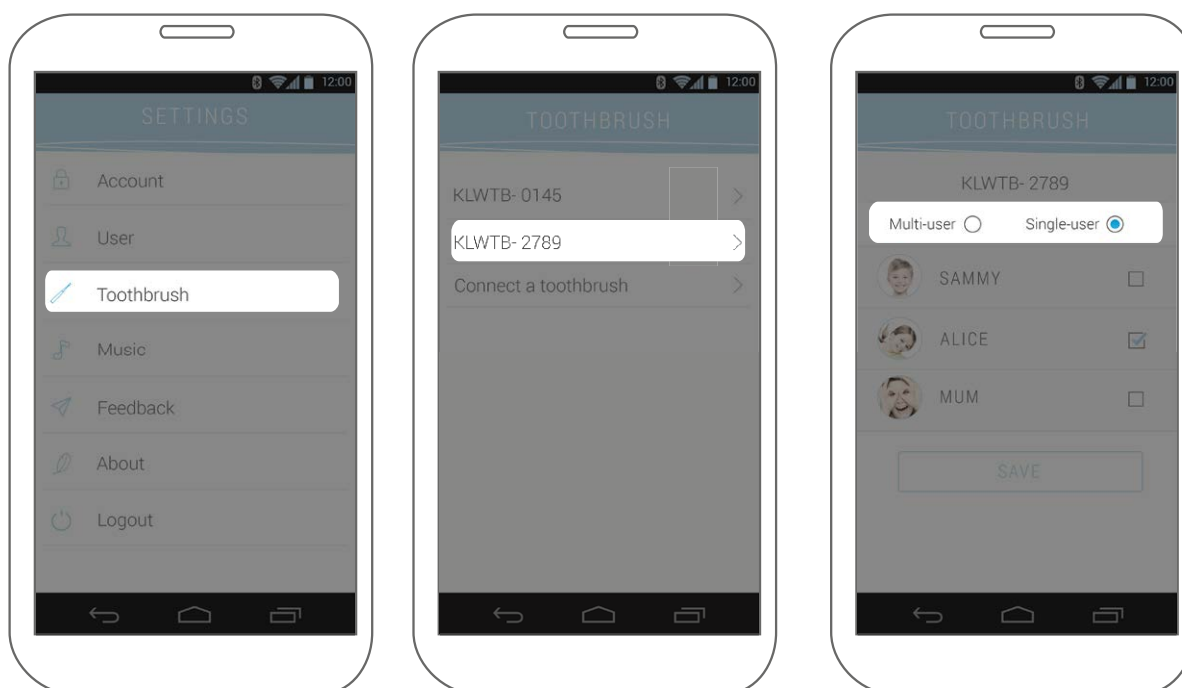 12:00
SETTINGS
Account
User
Toothbrush
Music
Feedback
About
Logout
12:00
TOOTHBRUSH
KLWTB- 0145
KLWTB- 2789
Connect a toothbrush
12:00
TOOTHBRUSH
KLWTB- 2789
Multi-user Single-user
SAMMY
ALICE
MUM
SAVE